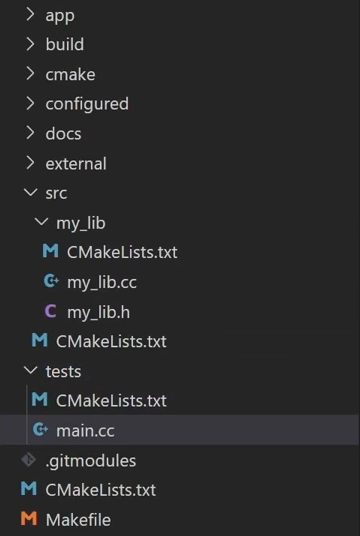 app
build
cmake
configured
docs
external
src
my_lib
CMakeLists.txt
my_lib.cc
my_lib.h
CMakeLists.txt
tests
CMakeLists.txt
main.cc
.gitmodules
CMakeLists.txt
Makefile